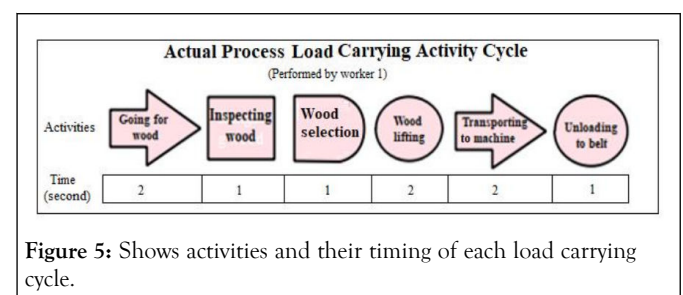 Actual Process Load Carrying Activity Cycle
(Performed by worker 1)
Activities
Going for
wood
Inspecting
wood
Wood
selection
Wood
lifting
Transporting
to machine
Unloading
to belt
Time
(second)
2 1 1 2 2 1
Figure 5: Shows activities and their timing of each load carrying
cycle.